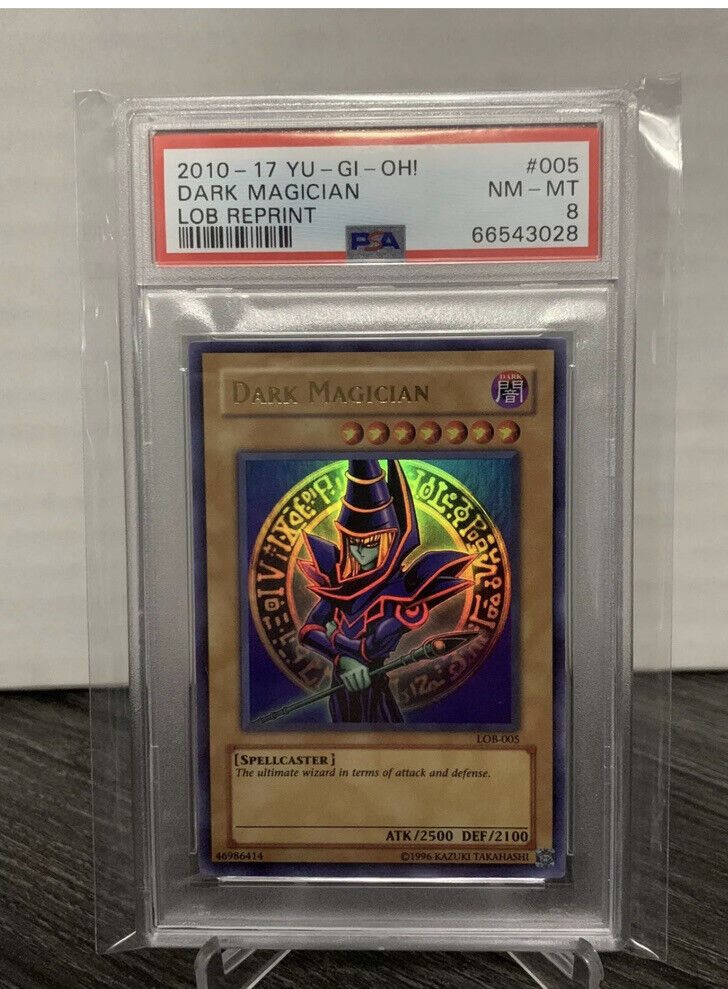 2010-17 YU-GI-OH! #005
DARK MAGICIAN NM-MT
LOB REPRINT 8
PSA 66543028
DARK MAGICIAN
DARK
闇
LOB-005
[SPELLCASTER]
The ultimate wizard in terms of attack and defense.
ATK/2500 DEF/2100
46986414 ©1996 KAZUKI TAKAHASHI